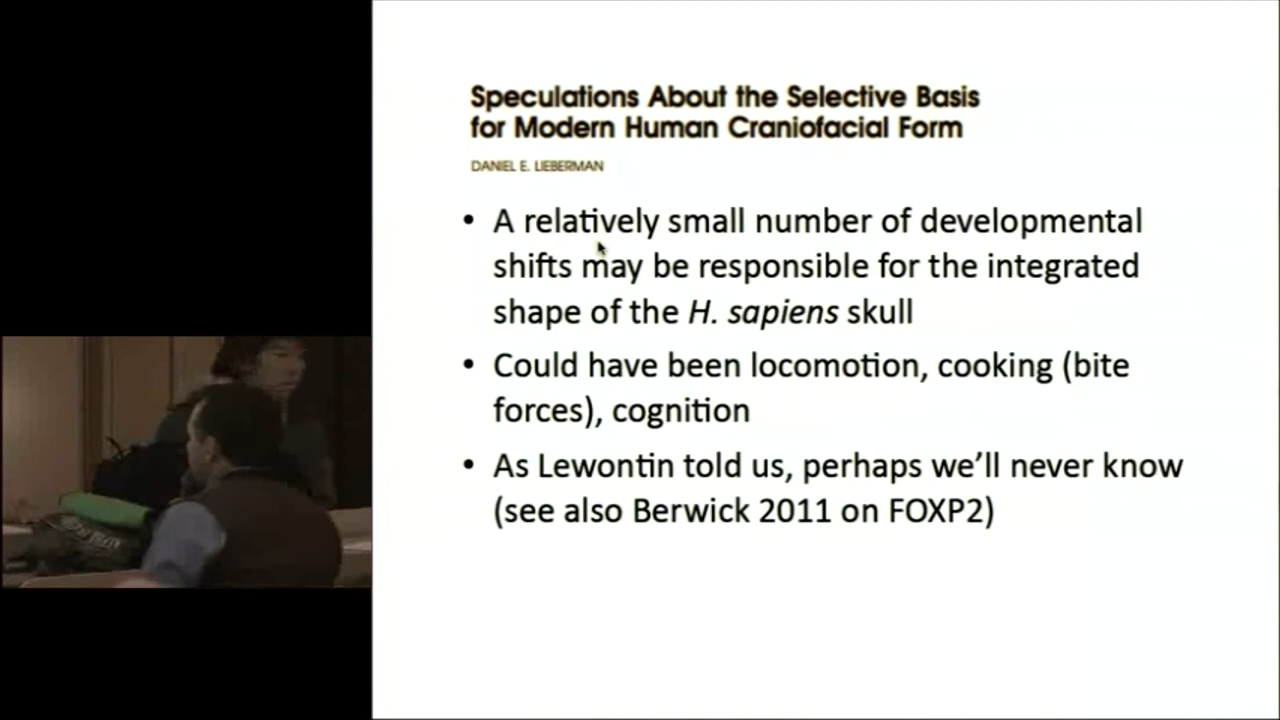 Speculations About the Selective Basis
for Modern Human Craniofacial Form
DANIEL E. LIEBERMAN
• A relatively small number of developmental
shifts may be responsible for the integrated
shape of the H. sapiens skull
• Could have been locomotion, cooking (bite
forces), cognition
• As Lewontin told us, perhaps we'll never know
(see also Berwick 2011 on FOXP2)